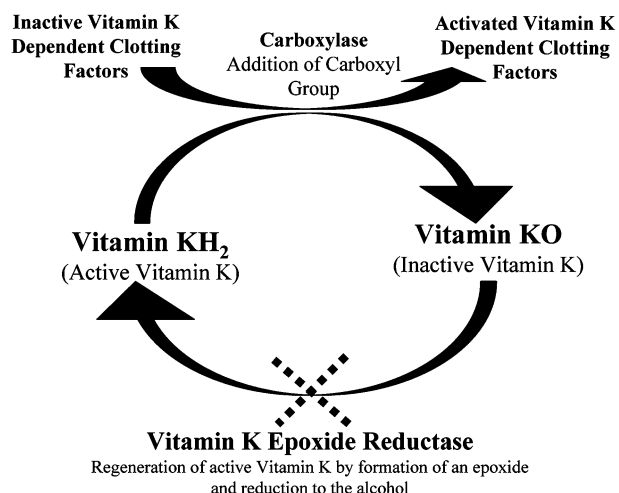 Inactive Vitamin K
Dependent Clotting
Factors
Carboxylase
Addition of Carboxyl
Group
Activated Vitamin K
Dependent Clotting
Factors
Vitamin KH₂
(Active Vitamin K)
Vitamin KO
(Inactive Vitamin K)
Vitamin K Epoxide Reductase
Regeneration of active Vitamin K by formation of an epoxide
and reduction to the alcohol